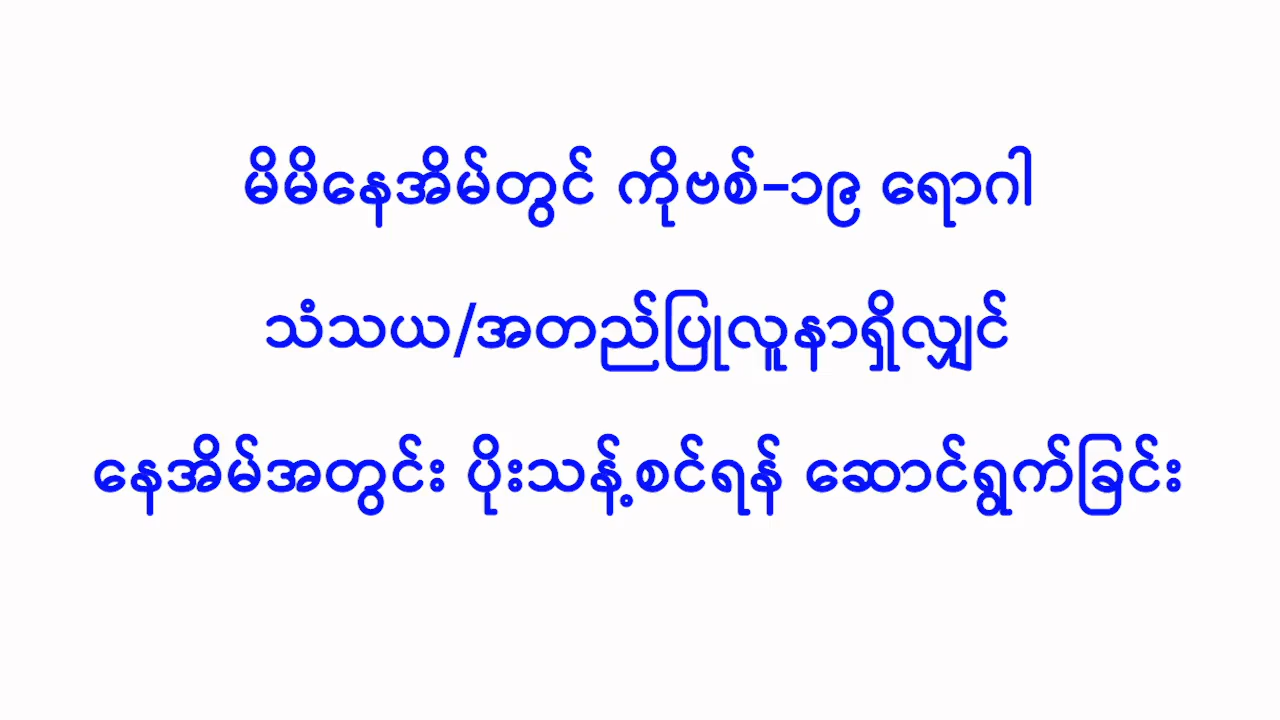 မိမိနေအိမ်တွင် ကိုဗစ်-၁၉ ရောဂါ
သံသယ/အတည်ပြုလူနာရှိလျှင်
နေအိမ်အတွင်း ပိုးသန့်စင်ရန် ဆောင်ရွက်ခြင်း